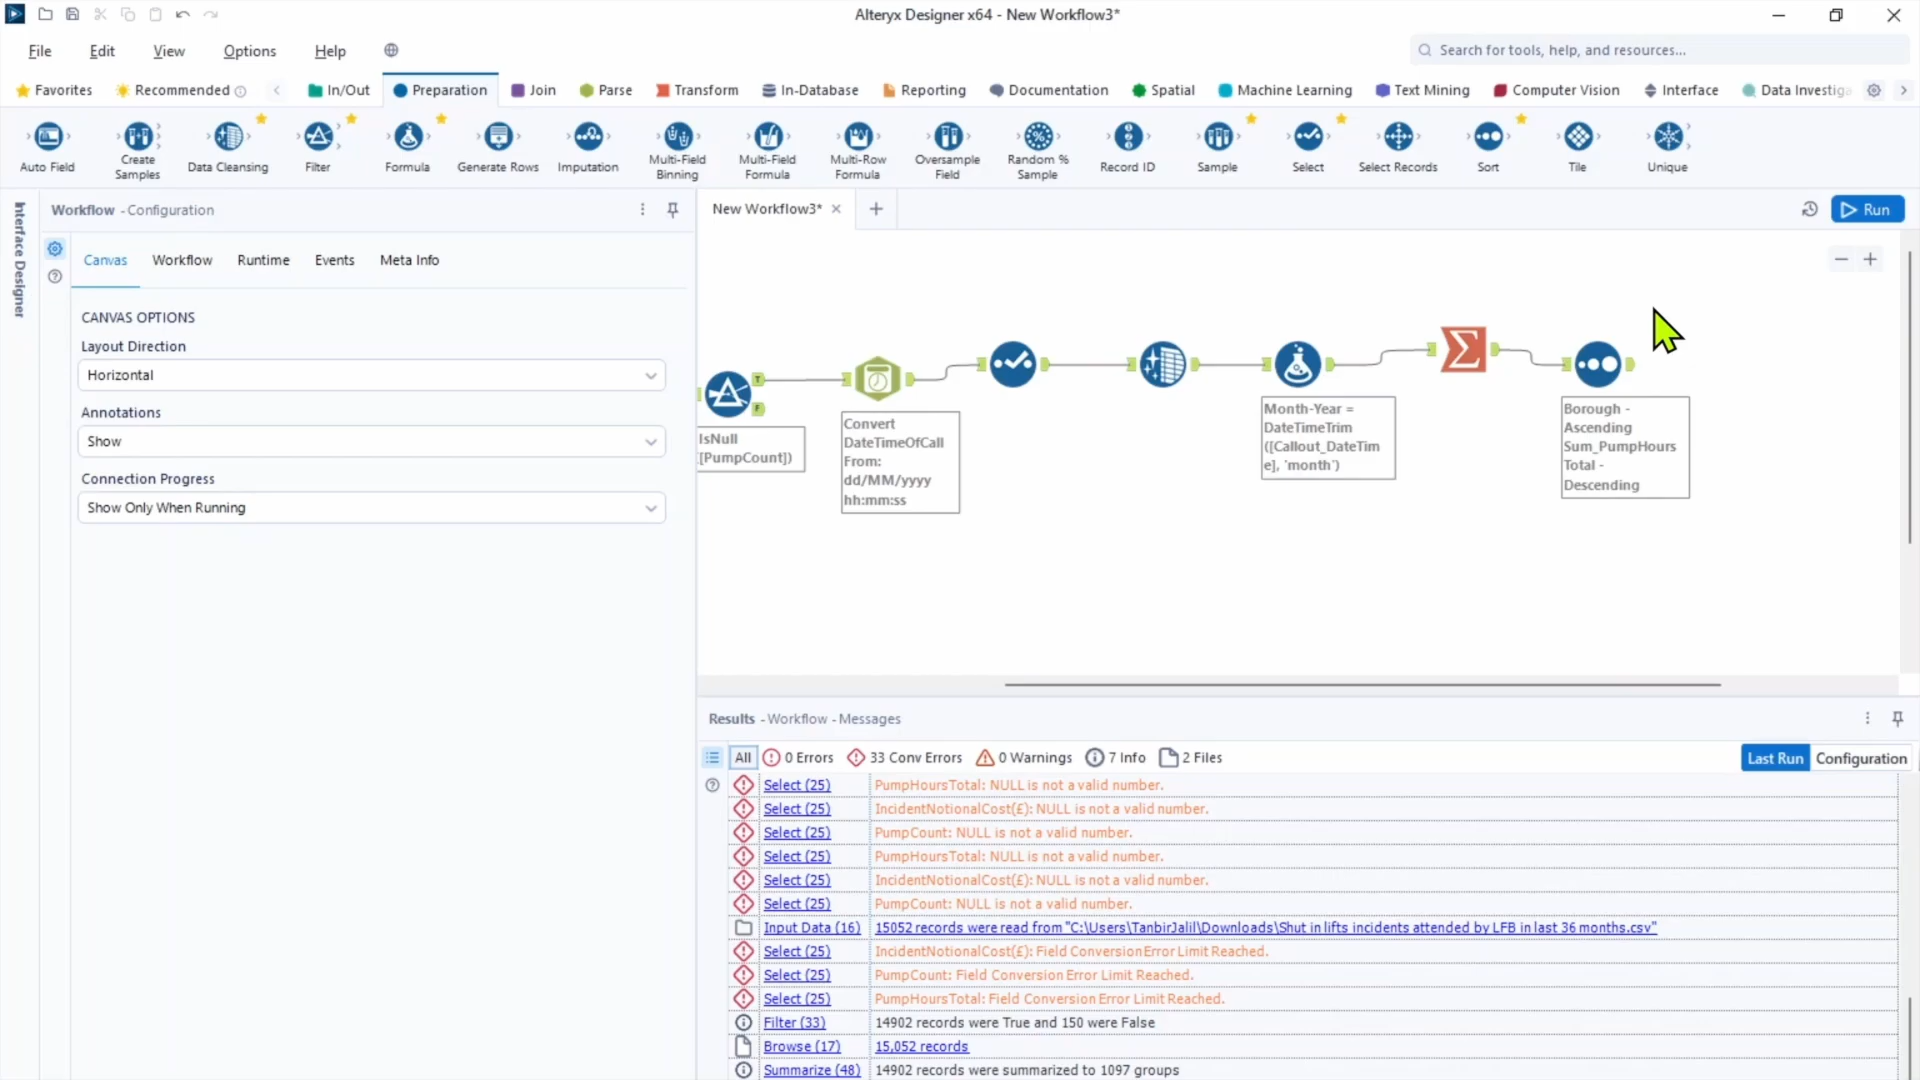 Alteryx Designer x64 - New Workflow3*
File Edit View Options Help
Search for tools, help, and resources...
Favorites Recommended In/Out Preparation Join Parse Transform In-Database Reporting Documentation Spatial Machine Learning Text Mining Computer Vision Interface Data Investiga
Auto Field
Create
Samples
Data Cleansing
Filter
Formula
Generate Rows
Imputation
Multi-Field
Binning
Multi-Field
Formula
Multi-Row
Formula
Oversample
Field
Random %
Sample
Record ID
Sample
Select
Select Records
Sort
Tile
Unique
Interface Designer
Workflow - Configuration
New Workflow3*
Run
Canvas Workflow Runtime Events Meta Info
CANVAS OPTIONS
Layout Direction
Horizontal
Annotations
Show
Connection Progress
Show Only When Running
T
F
IsNull
([PumpCount])
Convert
DateTimeOfCall
From:
dd/MM/yyyy
hh:mm:ss
Month-Year =
DateTimeTrim
([Callout_DateTim
e], 'month')
Borough -
Ascending
Sum_PumpHours
Total -
Descending
Results - Workflow - Messages
All 0 Errors 33 Conv Errors 0 Warnings 7 Info 2 Files
Last Run Configuration
Select (25) PumpHoursTotal: NULL is not a valid number.
Select (25) IncidentNotionalCost(£): NULL is not a valid number.
Select (25) PumpCount: NULL is not a valid number.
Select (25) PumpHoursTotal: NULL is not a valid number.
Select (25) IncidentNotionalCost(£): NULL is not a valid number.
Select (25) PumpCount: NULL is not a valid number.
Input Data (16) 15052 records were read from "C:\Users\TanbirJalil\Downloads\Shut in lifts incidents attended by LFB in last 36 months.csv"
Select (25) IncidentNotionalCost(£): Field Conversion Error Limit Reached.
Select (25) PumpCount: Field Conversion Error Limit Reached.
Select (25) PumpHoursTotal: Field Conversion Error Limit Reached.
Filter (33) 14902 records were True and 150 were False
Browse (17) 15,052 records
Summarize (48) 14902 records were summarized to 1097 groups